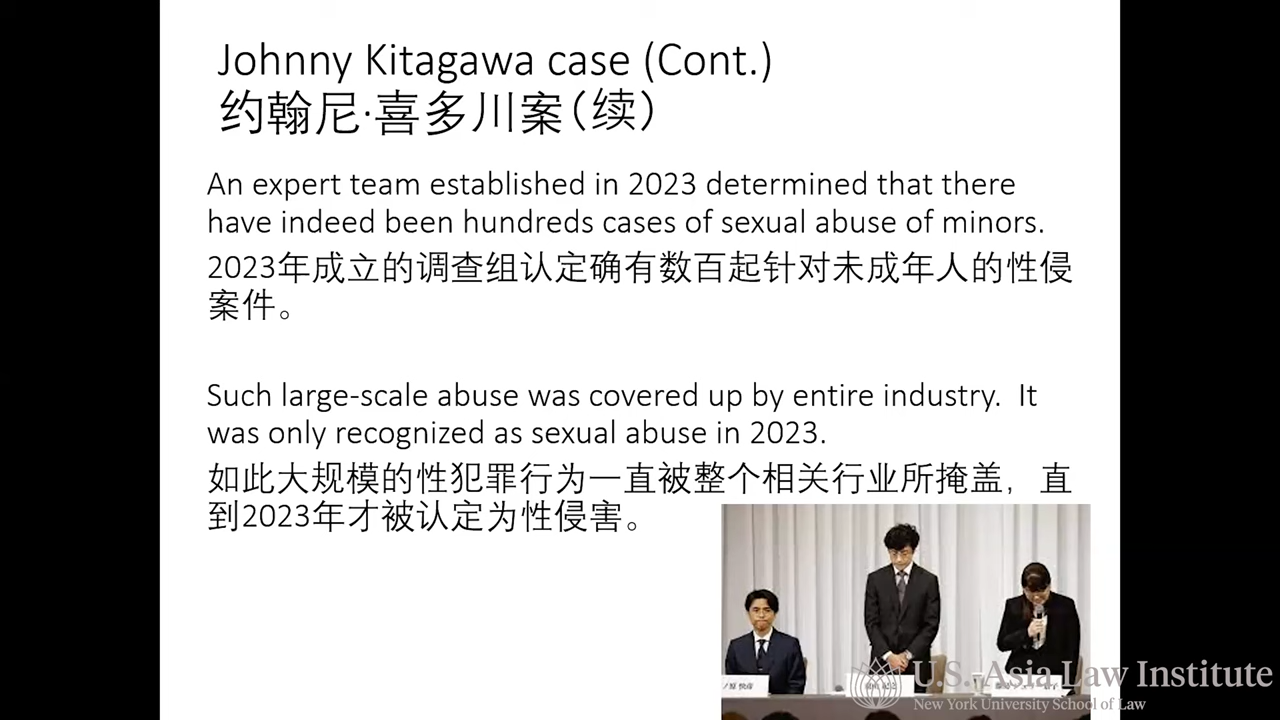 Johnny Kitagawa case (Cont.)
约翰尼·喜多川案（续）
An expert team established in 2023 determined that there
have indeed been hundreds cases of sexual abuse of minors.
2023年成立的调查组认定确有数百起针对未成年人的性侵
案件。
Such large-scale abuse was covered up by entire industry. It
was only recognized as sexual abuse in 2023.
如此大规模的性犯罪行为一直被整个相关行业所掩盖，直
到2023年才被认定为性侵害。
ノ原 快彦
U.S.-Asia Law Institute
New York University School of Law